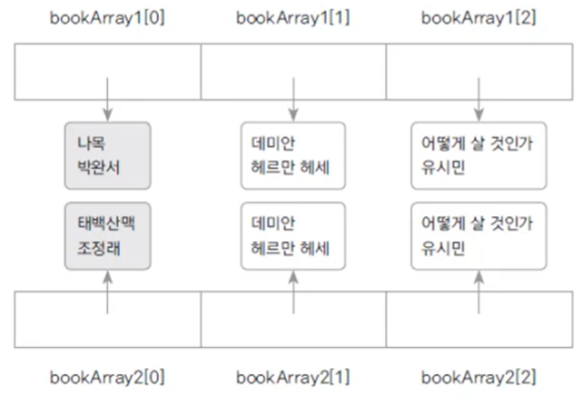 bookArray1[0] bookArray1[1] bookArray1[2]
나목
박완서
데미안
헤르만 헤세
어떻게 살 것인가
유시민
태백산맥
조정래
데미안
헤르만 헤세
어떻게 살 것인가
유시민
bookArray2[0] bookArray2[1] bookArray2[2]